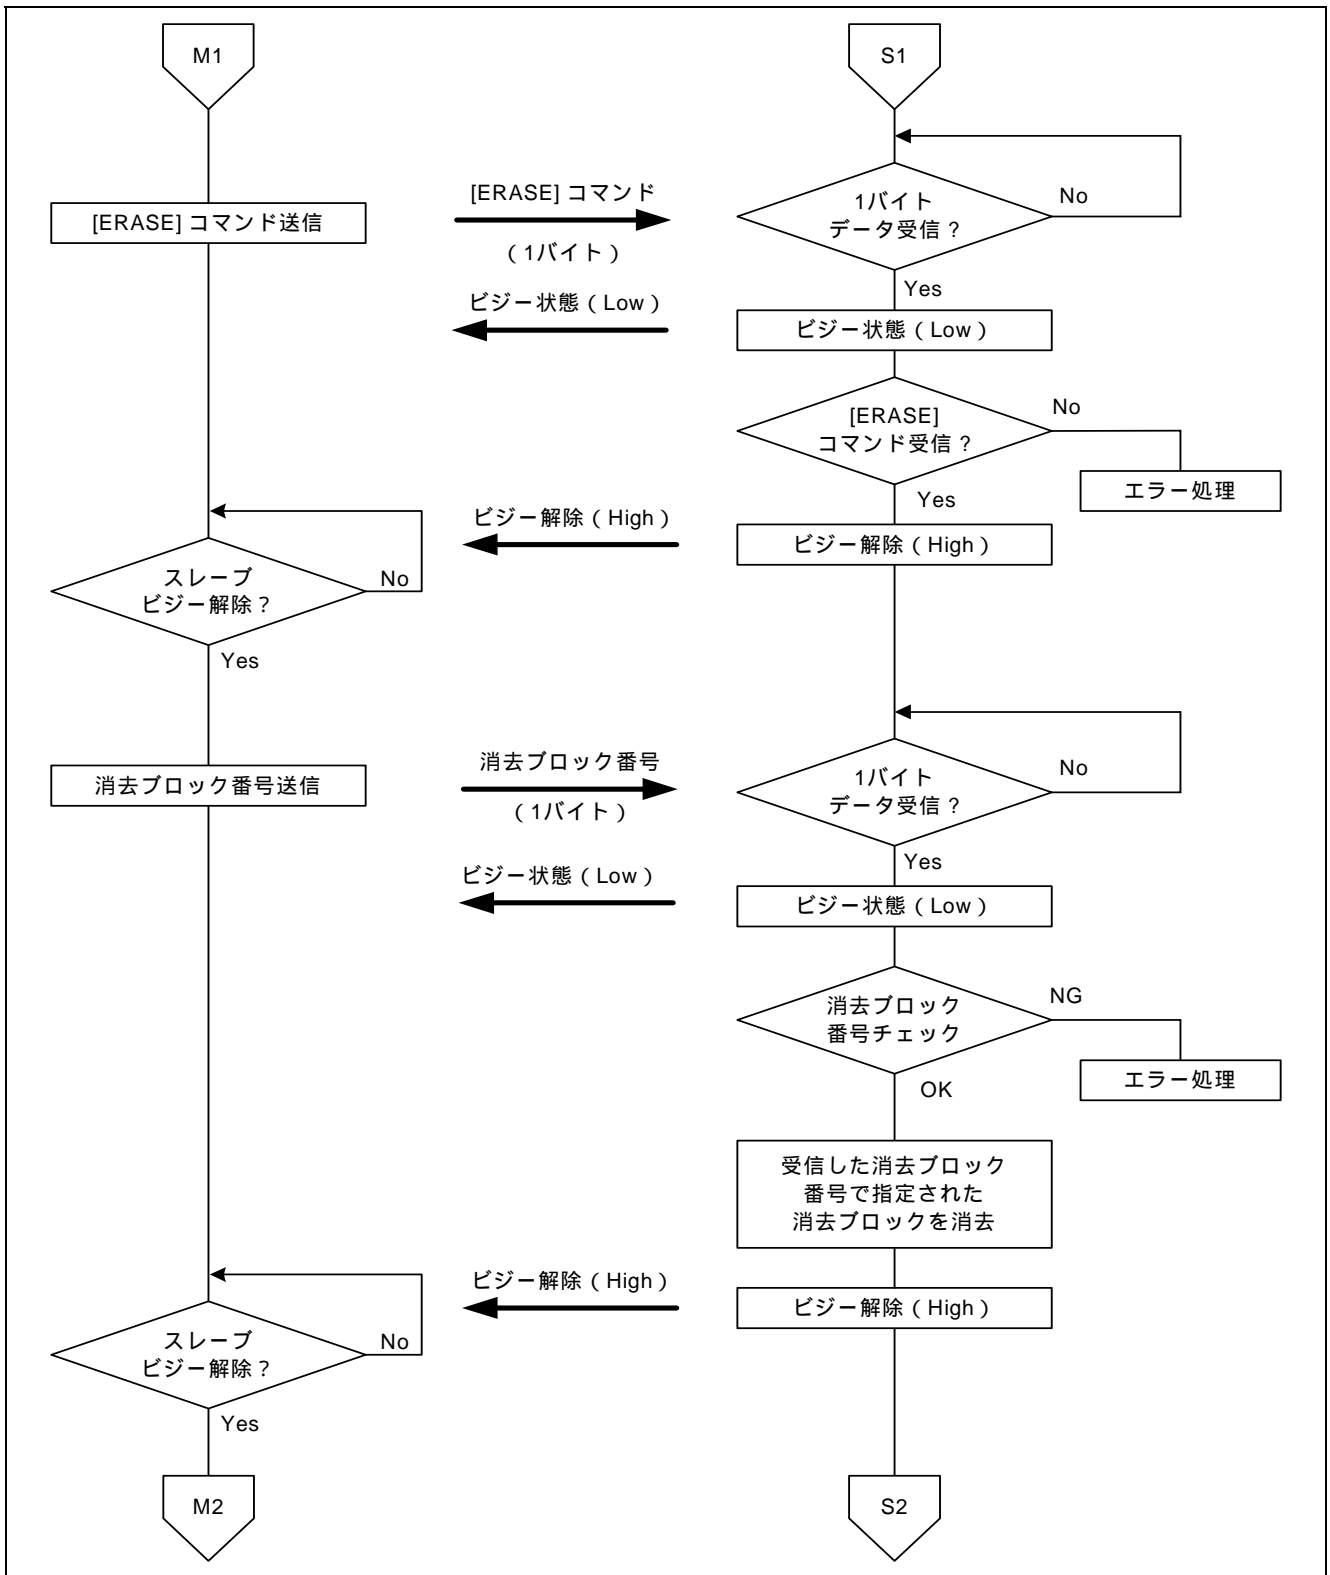 M1
S1
[ERASE] コマンド送信
[ERASE] コマンド
（1バイト）
1バイト
データ受信？
No
Yes
ビジー状態（Low）
ビジー状態（Low）
[ERASE]
コマンド受信？
No
エラー処理
Yes
ビジー解除（High）
ビジー解除（High）
スレーブ
ビジー解除？
No
Yes
消去ブロック番号送信
消去ブロック番号
（1バイト）
1バイト
データ受信？
No
Yes
ビジー状態（Low）
ビジー状態（Low）
消去ブロック
番号チェック
NG
エラー処理
OK
受信した消去ブロック
番号で指定された
消去ブロックを消去
ビジー解除（High）
ビジー解除（High）
スレーブ
ビジー解除？
No
Yes
M2
S2